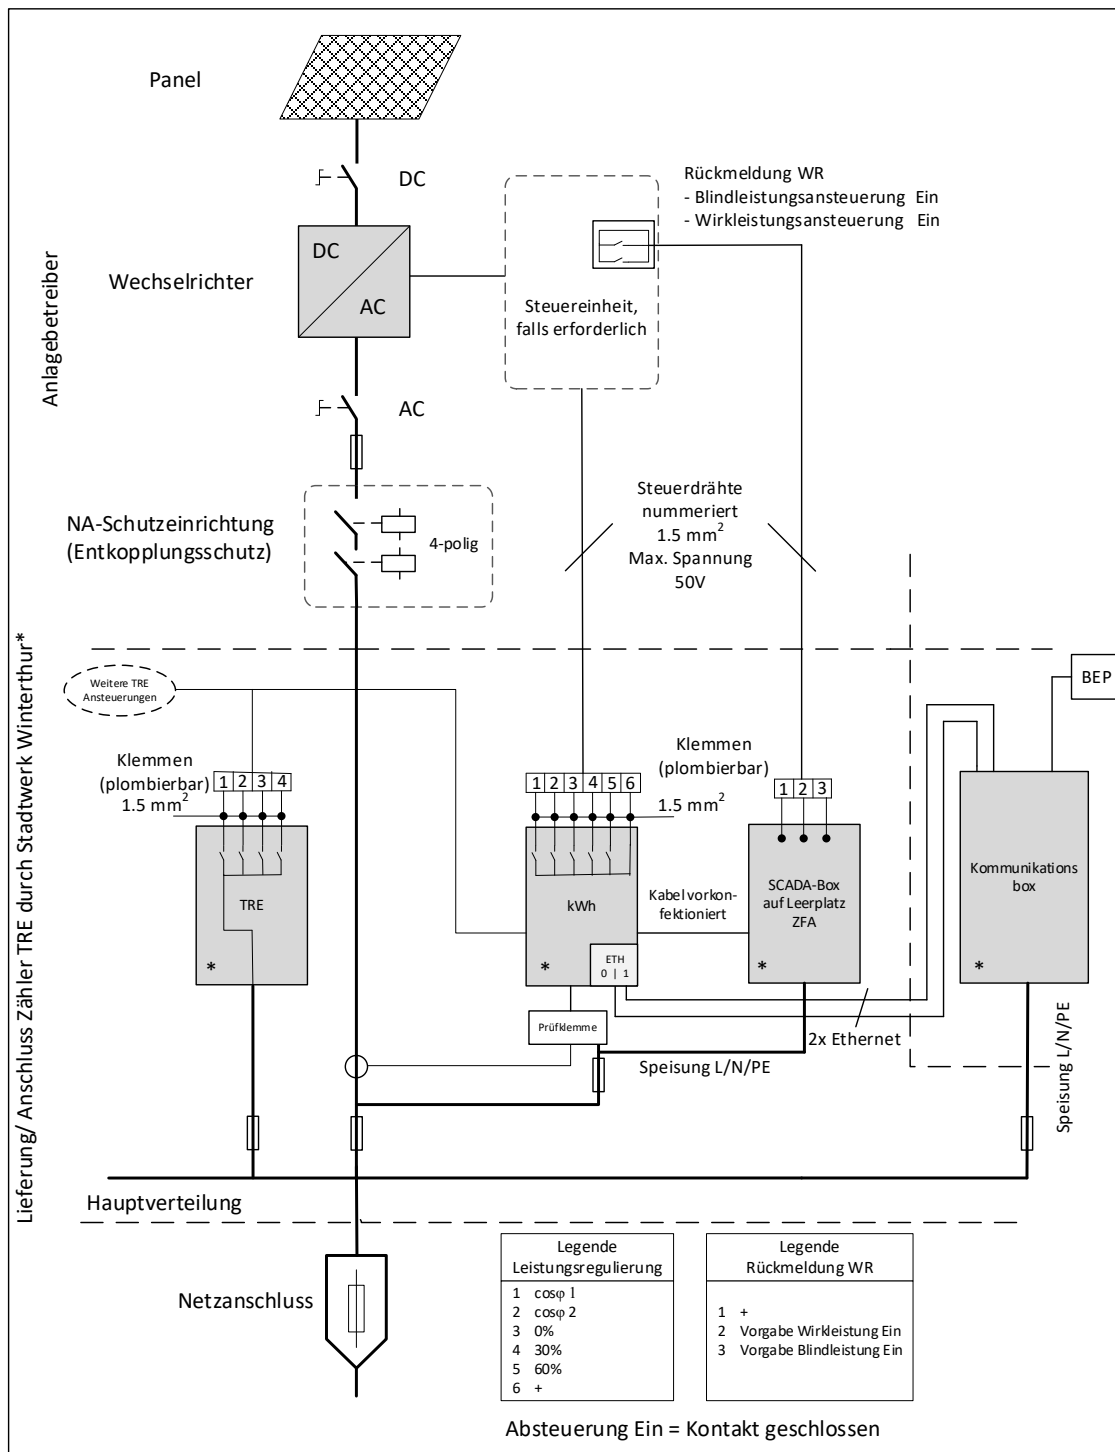 Panel
DC
Rückmeldung WR
- Blindleistungsansteuerung Ein
- Wirkleistungsansteuerung Ein
DC
AC
Wechselrichter
Steuereinheit,
falls erforderlich
Anlagebetreiber
AC
NA-Schutzeinrichtung
(Entkopplungsschutz)
4-polig
Steuerdrähte
nummeriert
1.5 mm²
Max. Spannung
50V
Lieferung/ Anschluss Zähler TRE durch Stadtwerk Winterthur*
Weitere TRE
Ansteuerungen
BEP
Klemmen
(plombierbar)
1.5 mm²
1 2 3 4
TRE
*
1 2 3 4 5 6
Klemmen
(plombierbar)
1.5 mm²
kWh
*
ETH
0 | 1
Kabel vorkon-
fektioniert
1 2 3
SCADA-Box
auf Leerplatz
ZFA
*
Kommunikations
box
*
Prüfklemme
2x Ethernet
Speisung L/N/PE
Speisung L/N/PE
Hauptverteilung
Netzanschluss
Legende
Leistungsregulierung
1 cosφ 1
2 cosφ 2
3 0%
4 30%
5 60%
6 +
Legende
Rückmeldung WR
1 +
2 Vorgabe Wirkleistung Ein
3 Vorgabe Blindleistung Ein
Absteuerung Ein = Kontakt geschlossen